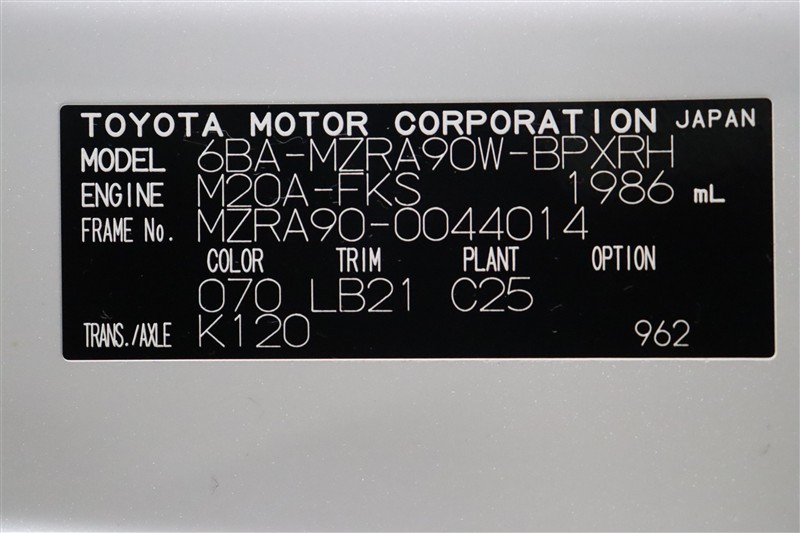 TOYOTA MOTOR CORPORATION JAPAN
MODEL 6BA-MZRA90W-BPXRH
ENGINE M20A-FKS 1986 mL
FRAME No. MZRA90-0044014
COLOR TRIM PLANT OPTION
070 LB21 C25
TRANS./AXLE K120 962